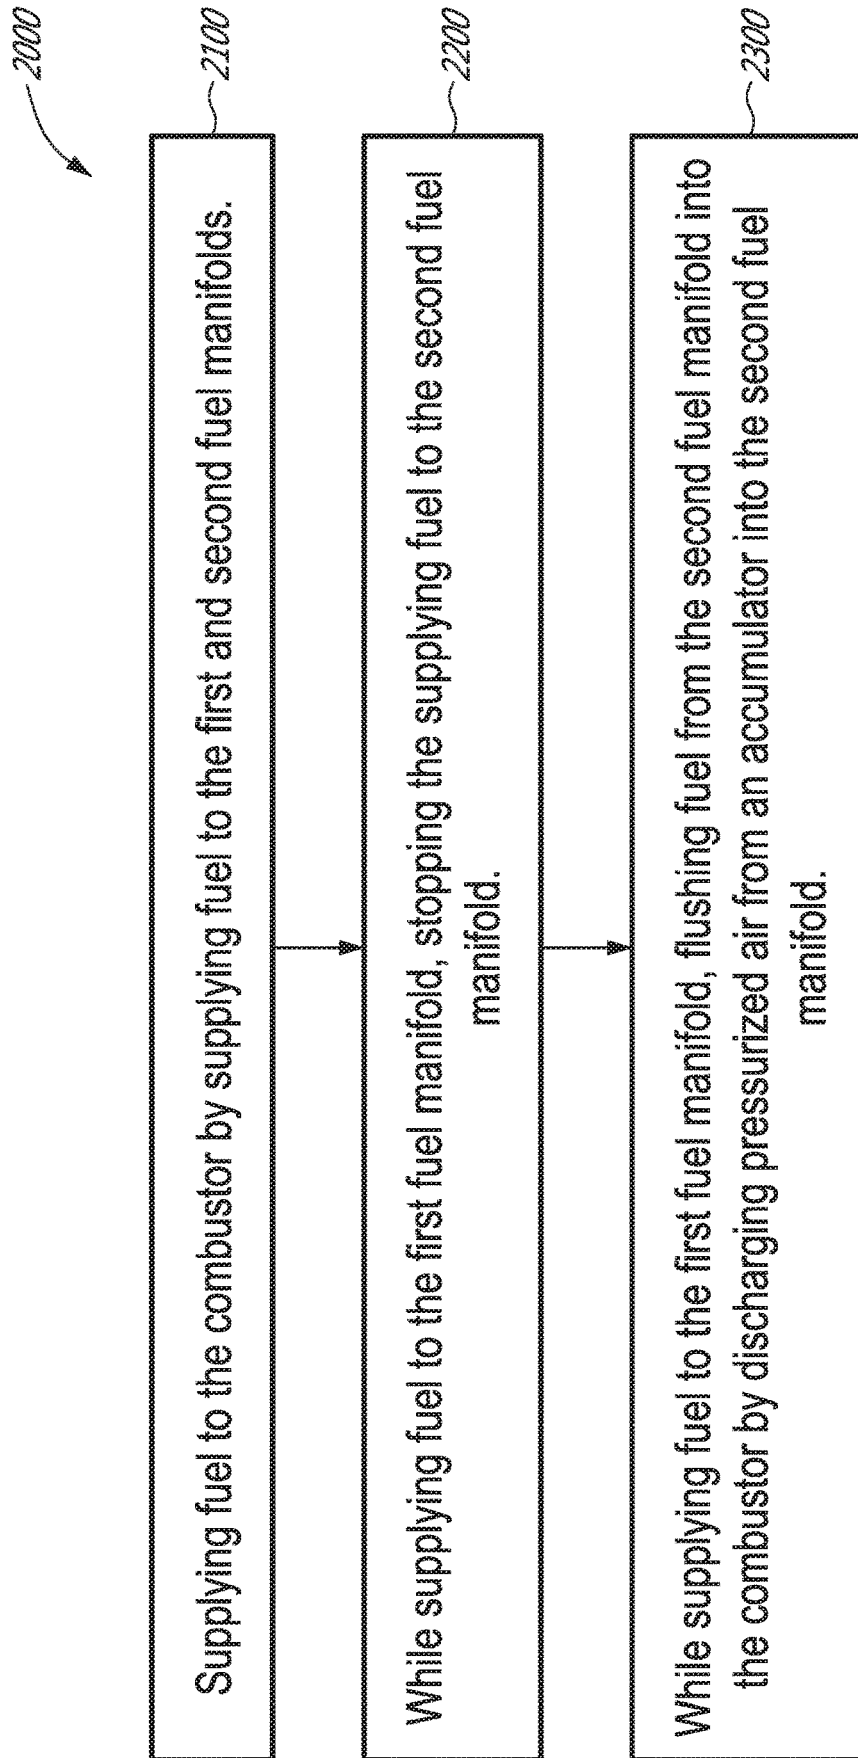 2000
2100
Supplying fuel to the combustor by supplying fuel to the first and second fuel manifolds.
2200
While supplying fuel to the first fuel manifold, stopping the supplying fuel to the second fuel
manifold.
2300
While supplying fuel to the first fuel manifold, flushing fuel from the second fuel manifold into
the combustor by discharging pressurized air from an accumulator into the second fuel
manifold.